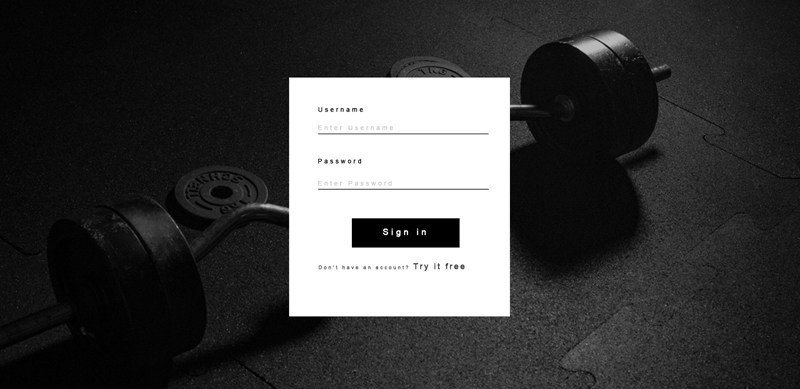 Username
Enter Username
Password
Enter Password
Sign in
Don't have an account? Try it free